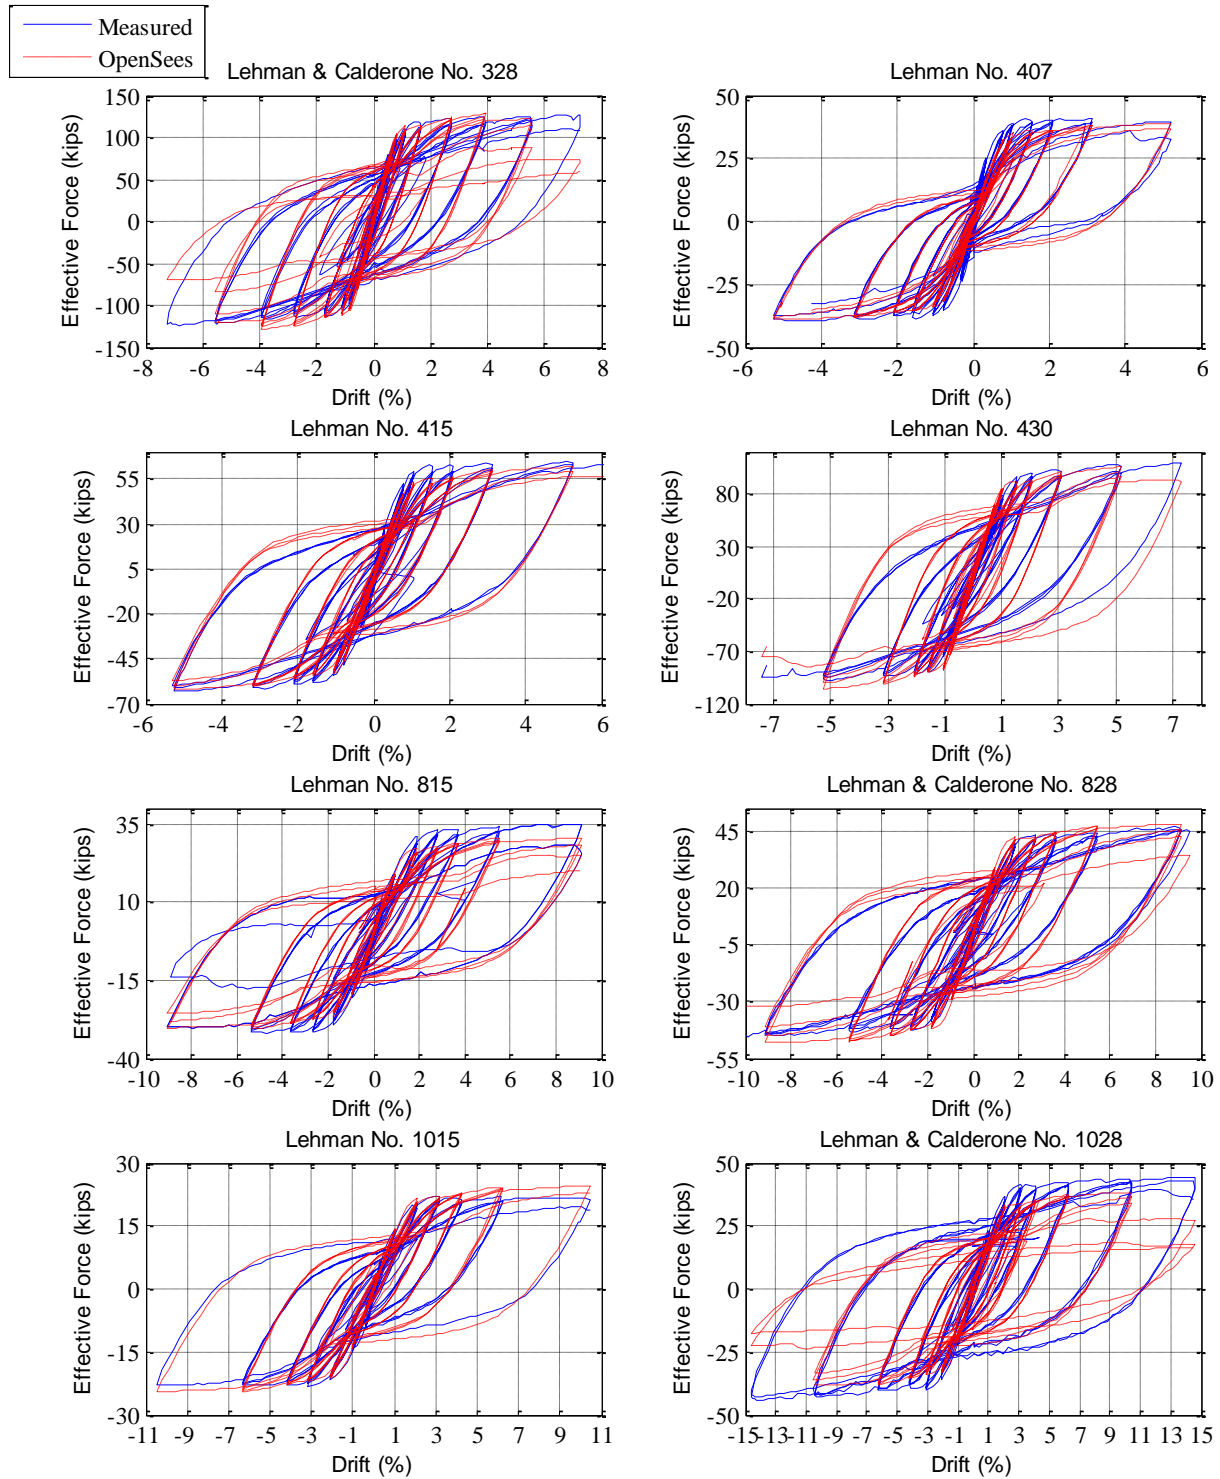 Measured
OpenSees
Lehman & Calderone No. 328
150
100
50
0
-50
-100
-150
Effective Force (kips)
-8 -6 -4 -2 0 2 4 6 8
Drift (%)
Lehman No. 407
50
25
0
-25
-50
Effective Force (kips)
-6 -4 -2 0 2 4 6
Drift (%)
Lehman No. 415
55
30
5
-20
-45
-70
Effective Force (kips)
-6 -4 -2 0 2 4 6
Drift (%)
Lehman No. 430
80
30
-20
-70
-120
Effective Force (kips)
-7 -5 -3 -1 1 3 5 7
Drift (%)
Lehman No. 815
35
10
-15
-40
Effective Force (kips)
-10 -8 -6 -4 -2 0 2 4 6 8 10
Drift (%)
Lehman & Calderone No. 828
45
20
-5
-30
-55
Effective Force (kips)
-10 -8 -6 -4 -2 0 2 4 6 8 10
Drift (%)
Lehman No. 1015
30
15
0
-15
-30
Effective Force (kips)
-11 -9 -7 -5 -3 -1 1 3 5 7 9 11
Drift (%)
Lehman & Calderone No. 1028
50
25
0
-25
-50
Effective Force (kips)
-15 -13 -11 -9 -7 -5 -3 -1 1 3 5 7 9 11 13 15
Drift (%)